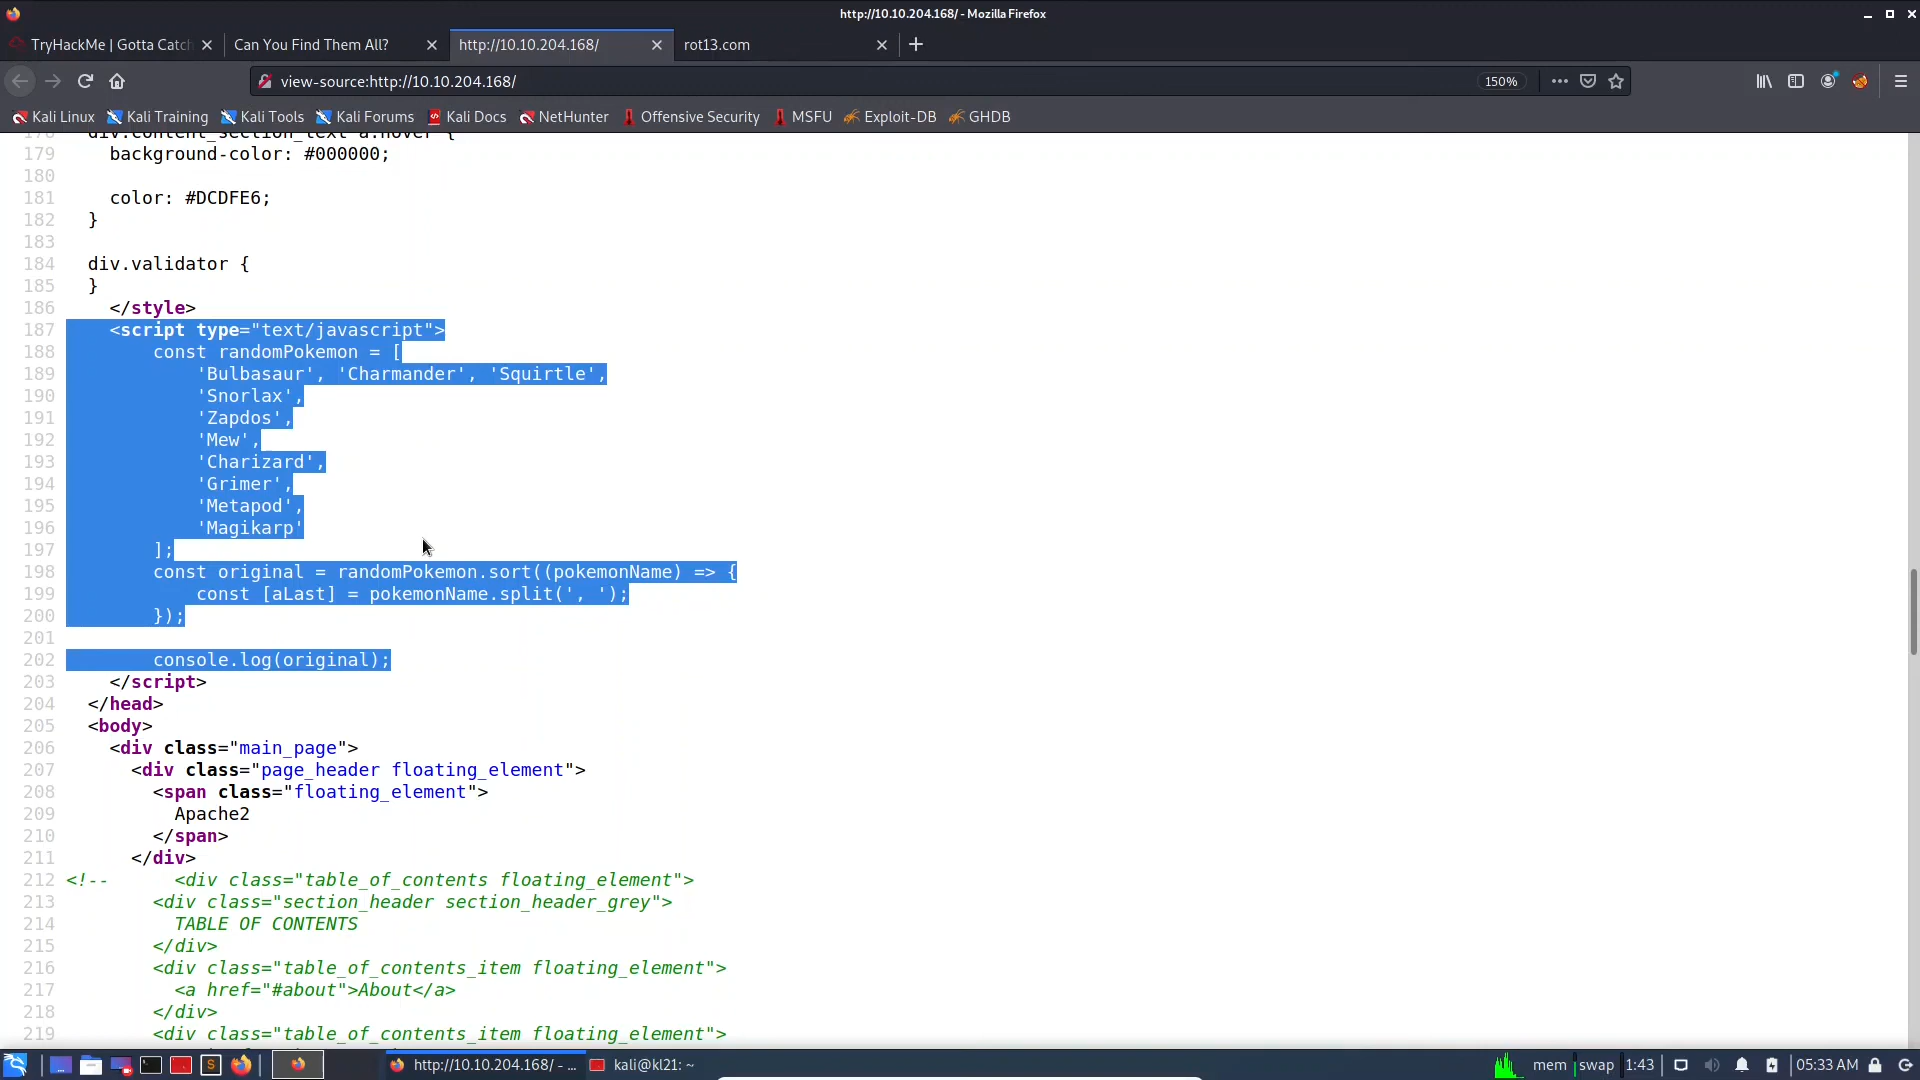 http://10.10.204.168/ - Mozilla Firefox
TryHackMe | Gotta Catch
Can You Find Them All?
http://10.10.204.168/
rot13.com
view-source:http://10.10.204.168/
150%
Kali Linux Kali Training Kali Tools Kali Forums Kali Docs NetHunter Offensive Security MSFU Exploit-DB GHDB
178 div.content_section_text a:hover {
179 background-color: #000000;
180
181 color: #DCDFE6;
182 }
183
184 div.validator {
185 }
186 </style>
187 <script type="text/javascript">
188 const randomPokemon = [
189 'Bulbasaur', 'Charmander', 'Squirtle',
190 'Snorlax',
191 'Zapdos',
192 'Mew',
193 'Charizard',
194 'Grimer',
195 'Metapod',
196 'Magikarp'
197 ];
198 const original = randomPokemon.sort((pokemonName) => {
199 const [aLast] = pokemonName.split(', ');
200 });
201
202 console.log(original);
203 </script>
204 </head>
205 <body>
206 <div class="main_page">
207 <div class="page_header floating_element">
208 <span class="floating_element">
209 Apache2
210 </span>
211 </div>
212 <!-- <div class="table_of_contents floating_element">
213 <div class="section_header section_header_grey">
214 TABLE OF CONTENTS
215 </div>
216 <div class="table_of_contents_item floating_element">
217 <a href="#about">About</a>
218 </div>
219 <div class="table_of_contents_item floating_element">
http://10.10.204.168/ - ...
kali@kl21: ~
mem swap 1:43 05:33 AM